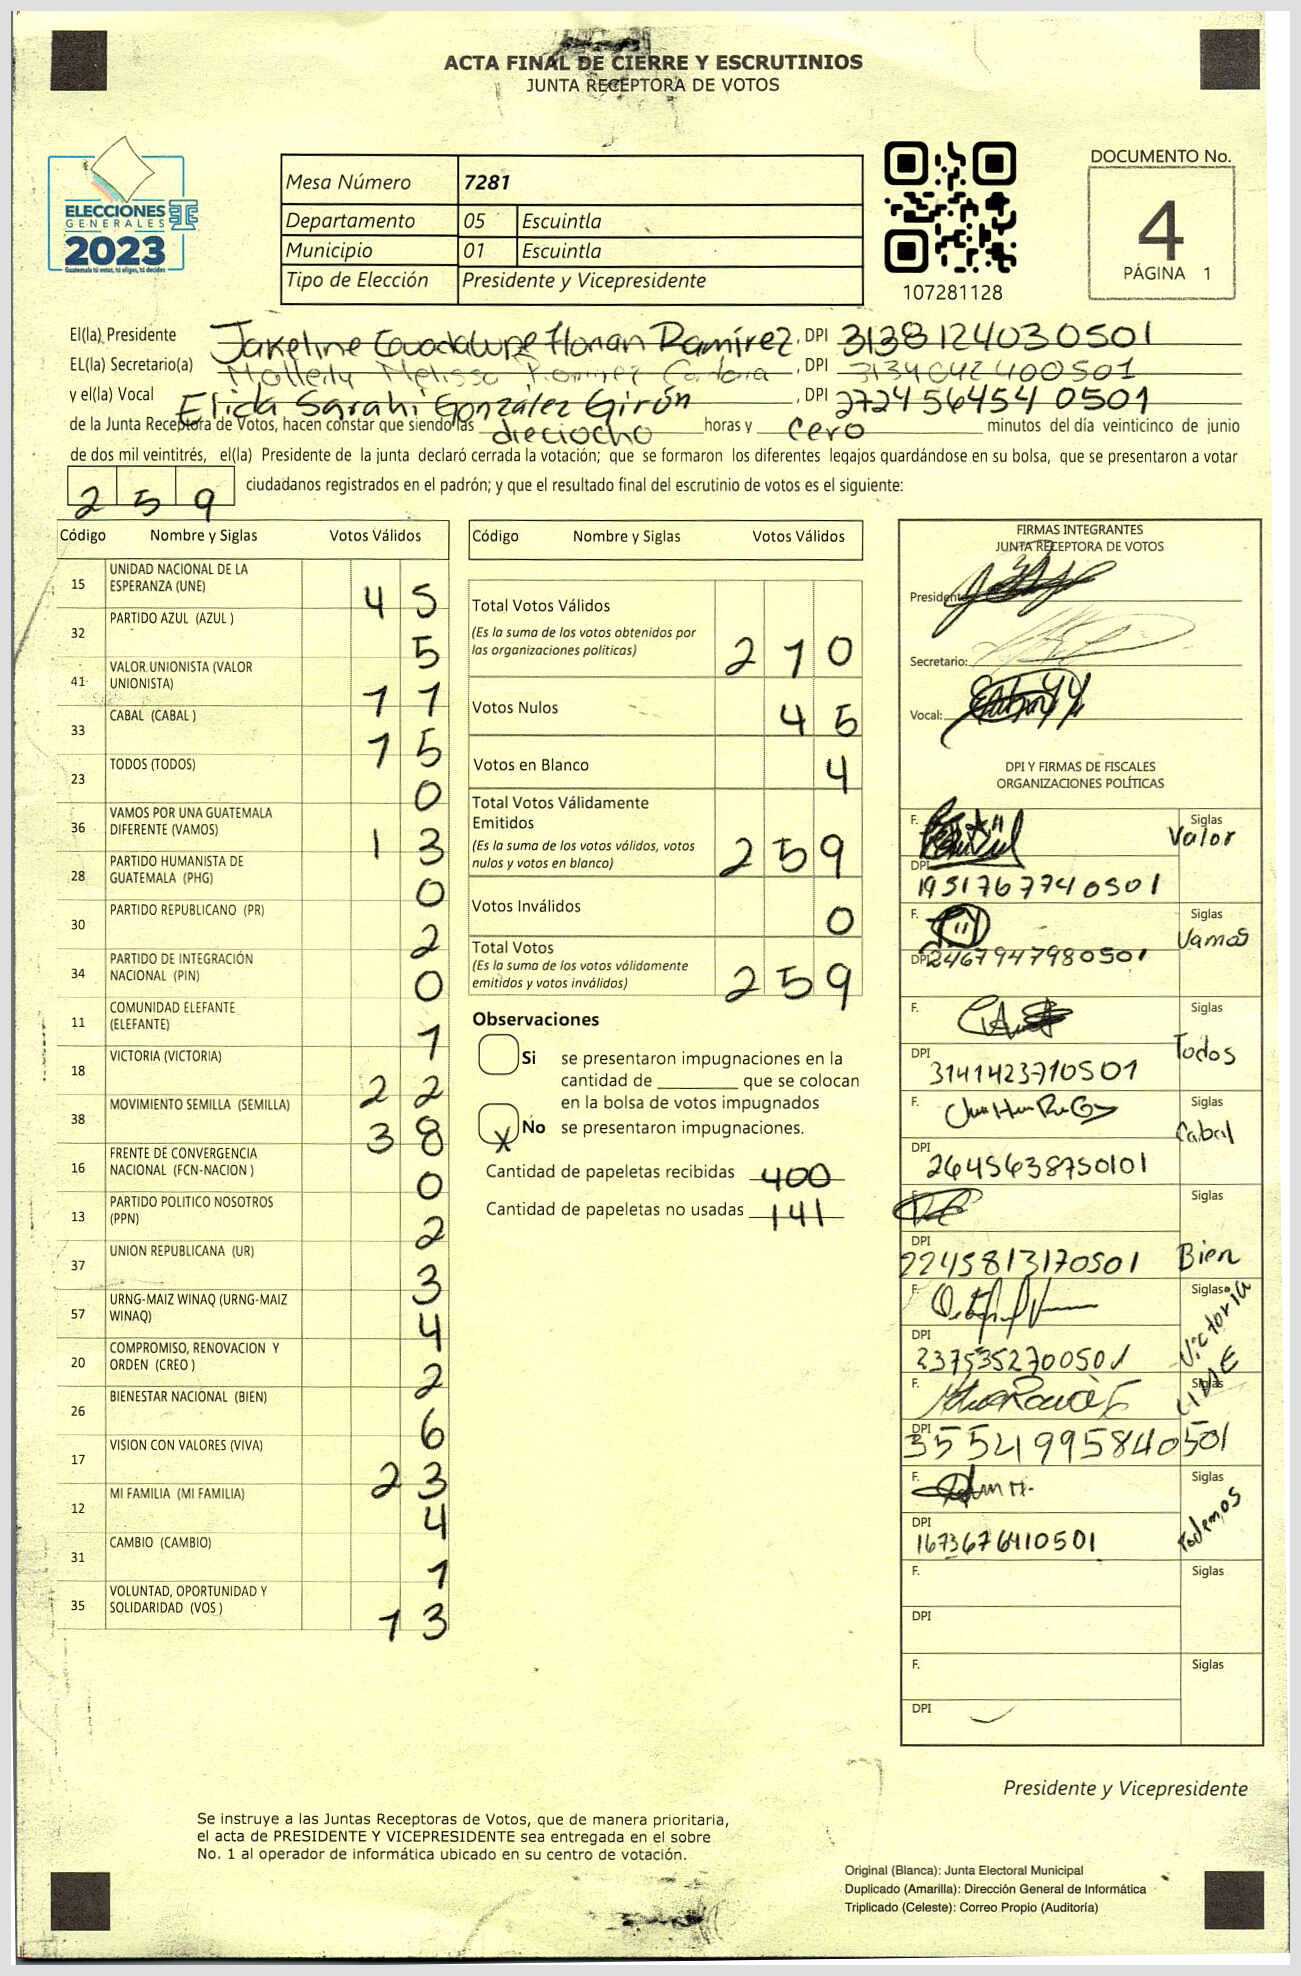 ACTA FINAL DE CIERRE Y ESCRUTINIOS
JUNTA RECEPTORA DE VOTOS
ELECCIONES
GENERALES
2023
Guatemala tú votas, tú eliges, tú decides
Mesa Número 7281
Departamento 05 Escuintla
Municipio 01 Escuintla
Tipo de Elección Presidente y Vicepresidente
107281128
DOCUMENTO No.
4
PÁGINA 1
El(la) Presidente Jakeline Guadalupe Florian Ramírez, DPI 3138124030501
EL(la) Secretario(a) Melissa Ramirez Cardona, DPI 3134042400501
y el(la) Vocal Elida Sarahi González Girón, DPI 2724564540501
de la Junta Receptora de Votos, hacen constar que siendo las dieciocho horas y cero minutos del día veinticinco de junio
de dos mil veintitrés, el(la) Presidente de la junta declaró cerrada la votación; que se formaron los diferentes legajos guardándose en su bolsa, que se presentaron a votar
259 ciudadanos registrados en el padrón; y que el resultado final del escrutinio de votos es el siguiente:
Código Nombre y Siglas Votos Válidos
15 UNIDAD NACIONAL DE LA ESPERANZA (UNE) 45
32 PARTIDO AZUL (AZUL ) 5
41 VALOR UNIONISTA (VALOR UNIONISTA) 11
33 CABAL (CABAL ) 15
23 TODOS (TODOS) 0
36 VAMOS POR UNA GUATEMALA DIFERENTE (VAMOS) 13
28 PARTIDO HUMANISTA DE GUATEMALA (PHG) 0
30 PARTIDO REPUBLICANO (PR) 2
34 PARTIDO DE INTEGRACIÓN NACIONAL (PIN) 0
11 COMUNIDAD ELEFANTE (ELEFANTE) 1
18 VICTORIA (VICTORIA) 22
38 MOVIMIENTO SEMILLA (SEMILLA) 38
16 FRENTE DE CONVERGENCIA NACIONAL (FCN-NACION ) 0
13 PARTIDO POLITICO NOSOTROS (PPN) 2
37 UNION REPUBLICANA (UR) 3
57 URNG-MAIZ WINAQ (URNG-MAIZ WINAQ) 4
20 COMPROMISO, RENOVACION Y ORDEN (CREO ) 2
26 BIENESTAR NACIONAL (BIEN) 6
17 VISION CON VALORES (VIVA) 23
12 MI FAMILIA (MI FAMILIA) 4
31 CAMBIO (CAMBIO) 1
35 VOLUNTAD, OPORTUNIDAD Y SOLIDARIDAD (VOS ) 13
Código Nombre y Siglas Votos Válidos
Total Votos Válidos 210
(Es la suma de los votos obtenidos por
las organizaciones políticas)
Votos Nulos 45
Votos en Blanco 4
Total Votos Válidamente
Emitidos 259
(Es la suma de los votos válidos, votos
nulos y votos en blanco)
Votos Inválidos 0
Total Votos 259
(Es la suma de los votos válidamente
emitidos y votos inválidos)
Observaciones
Si se presentaron impugnaciones en la
cantidad de ________ que se colocan
en la bolsa de votos impugnados
X No se presentaron impugnaciones.
Cantidad de papeletas recibidas 400
Cantidad de papeletas no usadas 141
FIRMAS INTEGRANTES
JUNTA RECEPTORA DE VOTOS
Presidente:
Secretario:
Vocal:
DPI Y FIRMAS DE FISCALES
ORGANIZACIONES POLÍTICAS
F. Siglas Valor
DPI 1951767740501
F. Siglas Vamos
DPI 2467947980501
F. Siglas Todos
DPI 3141423710501
F. Siglas Cabal
DPI 2645638750101
F. Siglas Bien
DPI 2245813170501
F. Siglas Victoria
DPI 2375352700501
F. Siglas UNE
DPI 3554995840501
F. Siglas Todemos
DPI 1673676410501
F. Siglas
DPI
F. Siglas
DPI
Presidente y Vicepresidente
Se instruye a las Juntas Receptoras de Votos, que de manera prioritaria,
el acta de PRESIDENTE Y VICEPRESIDENTE sea entregada en el sobre
No. 1 al operador de informática ubicado en su centro de votación.
Original (Blanca): Junta Electoral Municipal
Duplicado (Amarilla): Dirección General de Informática
Triplicado (Celeste): Correo Propio (Auditoría)